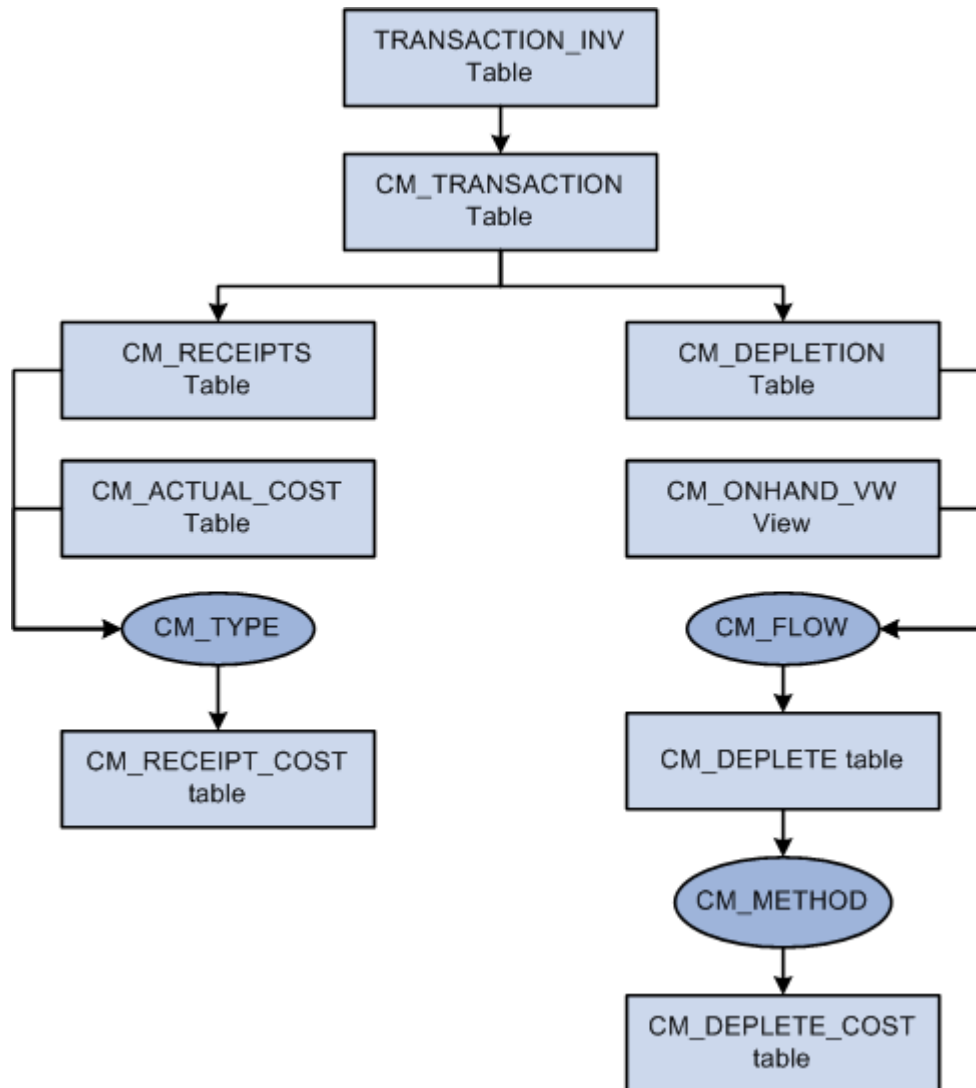 TRANSACTION_INV
Table
CM_TRANSACTION
Table
CM_RECEIPTS
Table
CM_DEPLETION
Table
CM_ACTUAL_COST
Table
CM_ONHAND_VW
View
CM_TYPE
CM_FLOW
CM_RECEIPT_COST
table
CM_DEPLETE table
CM_METHOD
CM_DEPLETE_COST
table